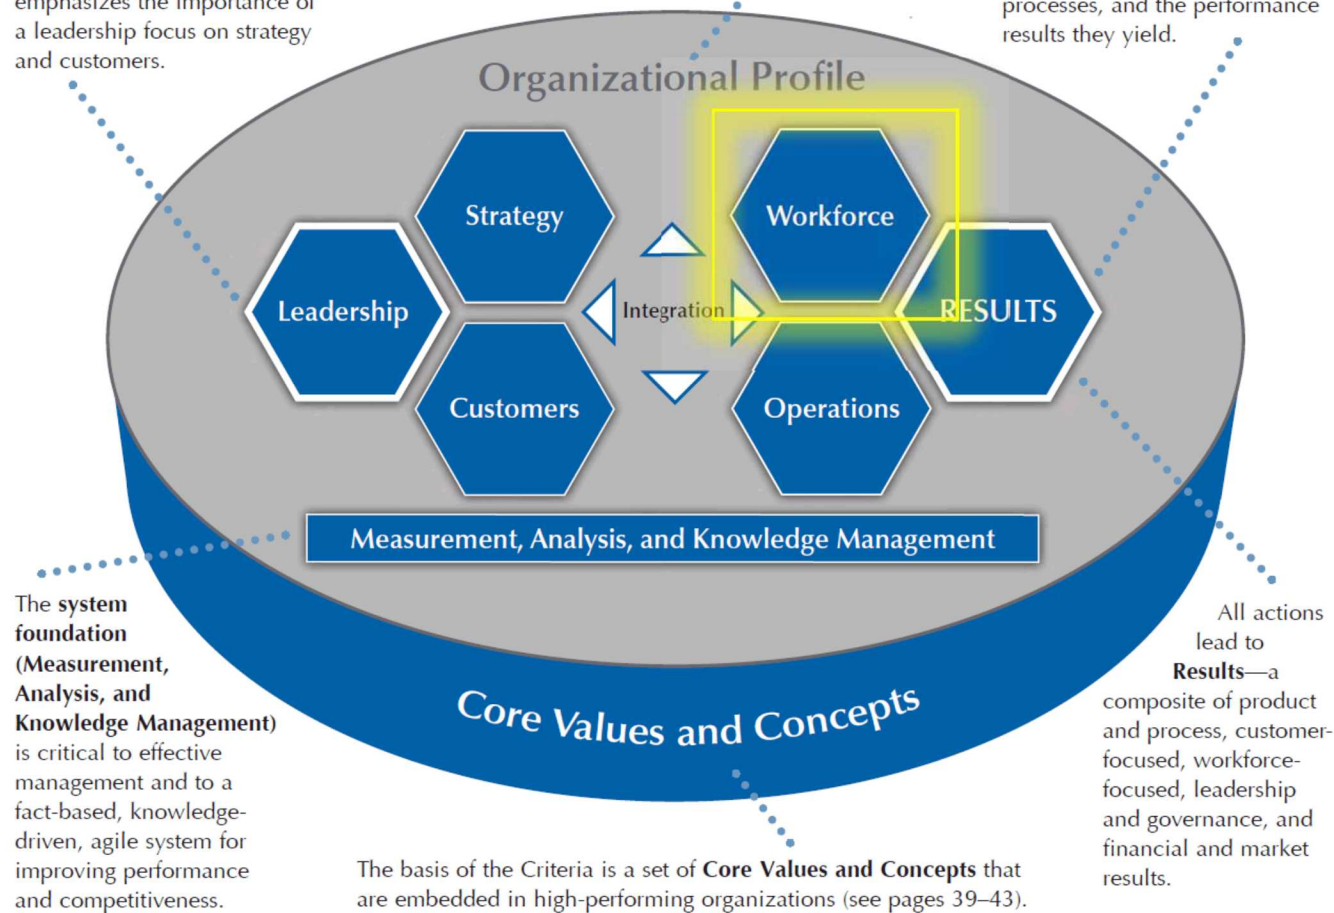 emphasizes the importance of
a leadership focus on strategy
and customers.
processes, and the performance
results they yield.
Organizational Profile
Strategy
Workforce
Leadership
Integration
RESULTS
Customers
Operations
Measurement, Analysis, and Knowledge Management
Core Values and Concepts
The system
foundation
(Measurement,
Analysis, and
Knowledge Management)
is critical to effective
management and to a
fact-based, knowledge-
driven, agile system for
improving performance
and competitiveness.
The basis of the Criteria is a set of Core Values and Concepts that
are embedded in high-performing organizations (see pages 39–43).
All actions
lead to
Results—a
composite of product
and process, customer-
focused, workforce-
focused, leadership
and governance, and
financial and market
results.